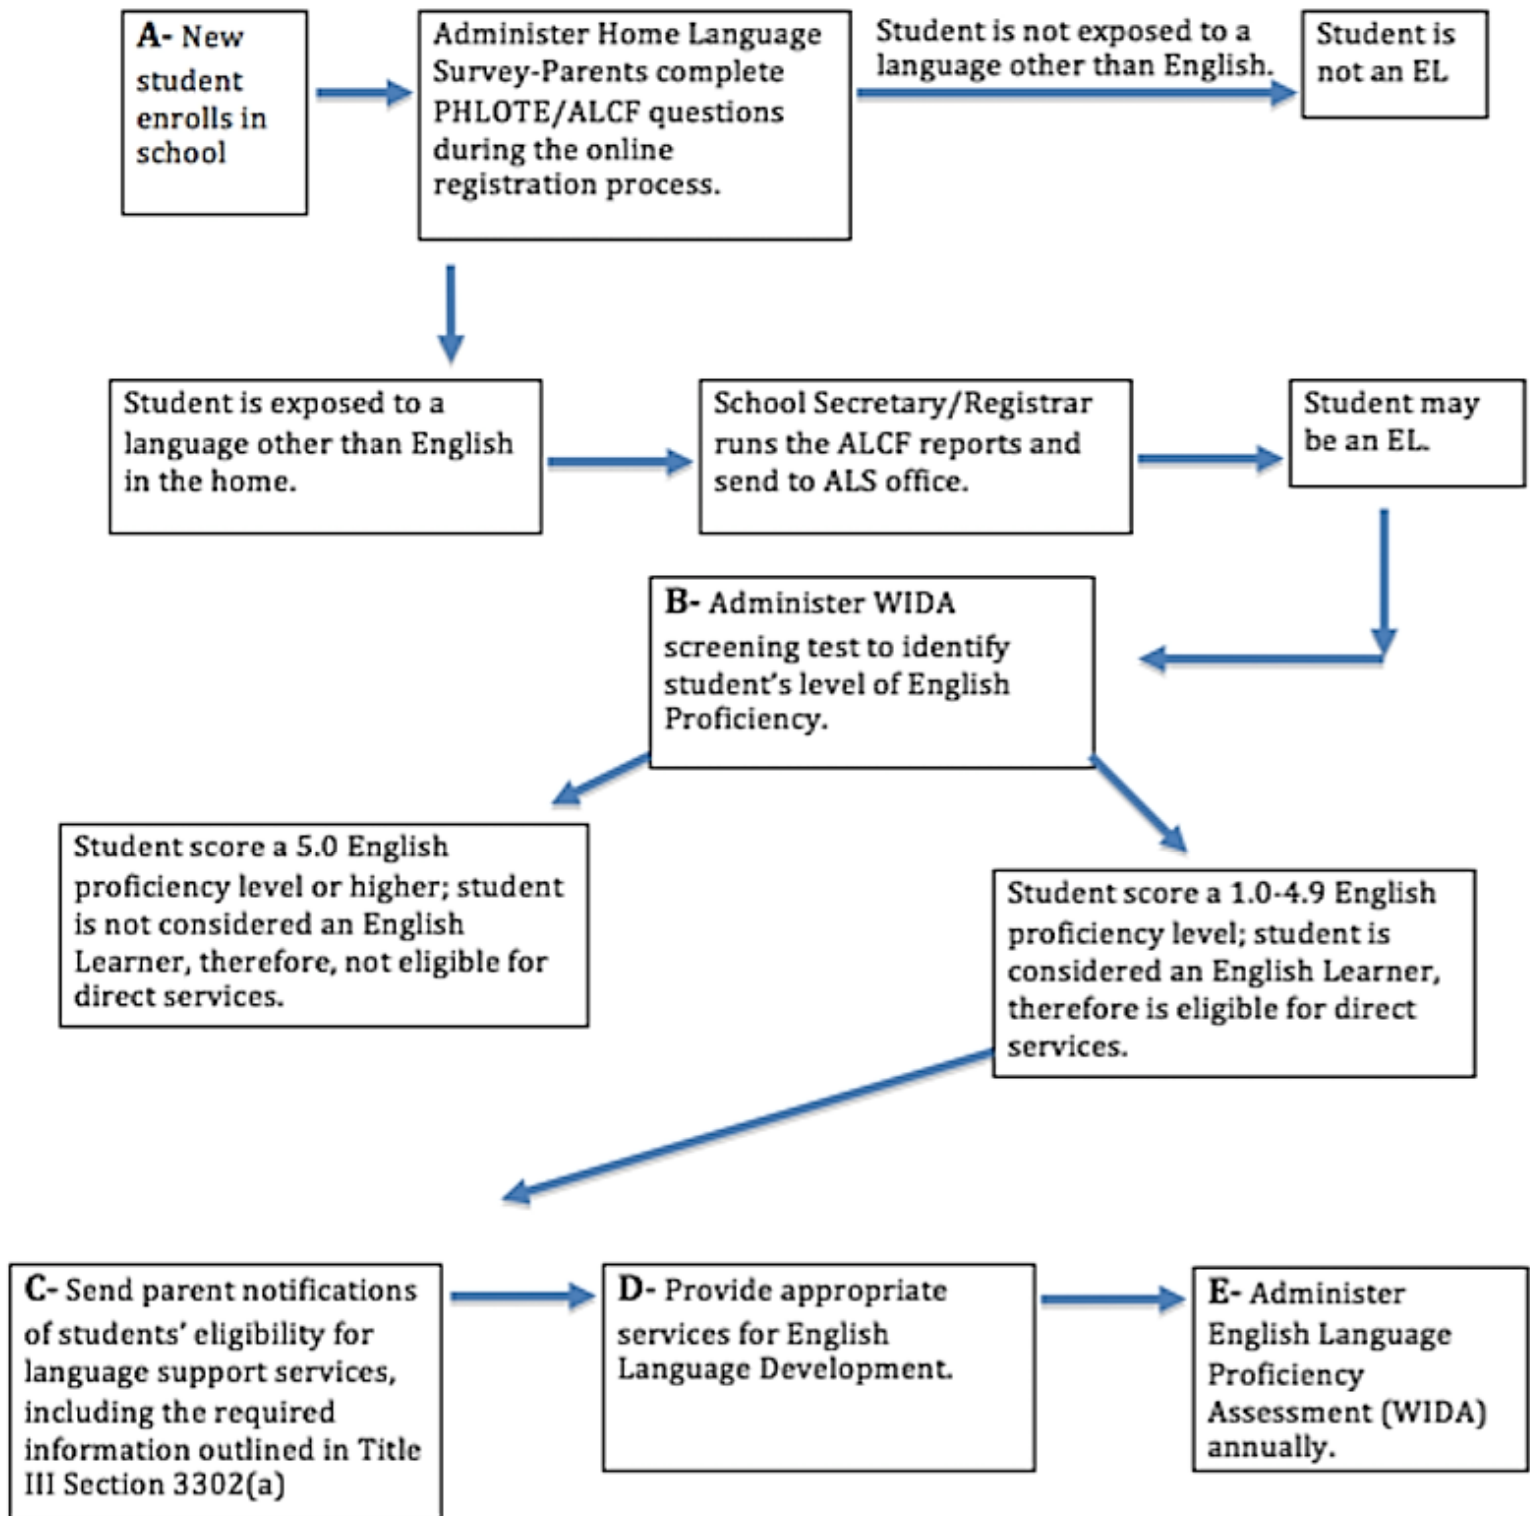 A- New
student
enrolls in
school
Administer Home Language
Survey-Parents complete
PHLOTE/ALCF questions
during the online
registration process.
Student is not exposed to a
language other than English.
Student is
not an EL
Student is exposed to a
language other than English
in the home.
School Secretary/Registrar
runs the ALCF reports and
send to ALS office.
Student may
be an EL.
B- Administer WIDA
screening test to identify
student's level of English
Proficiency.
Student score a 5.0 English
proficiency level or higher; student
is not considered an English
Learner, therefore, not eligible for
direct services.
Student score a 1.0-4.9 English
proficiency level; student is
considered an English Learner,
therefore is eligible for direct
services.
C- Send parent notifications
of students' eligibility for
language support services,
including the required
information outlined in Title
III Section 3302(a)
D- Provide appropriate
services for English
Language Development.
E- Administer
English Language
Proficiency
Assessment (WIDA)
annually.